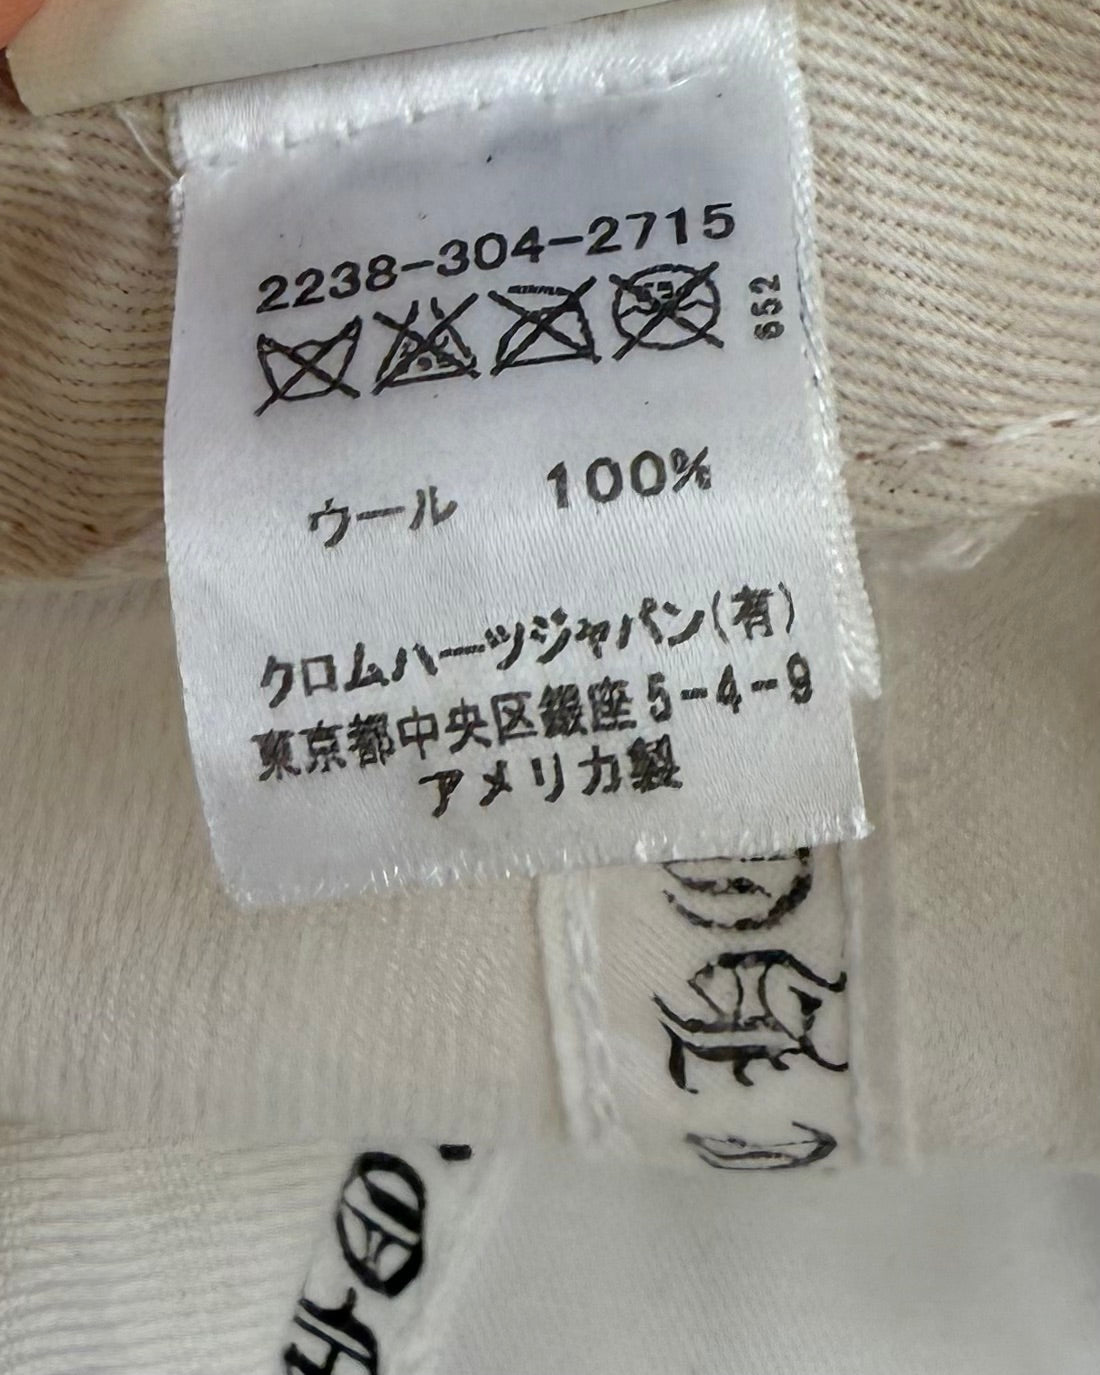 2238-304-2715
652
ウール 100%
クロムハーツジャパン(有)
東京都中央区銀座5-4-9
アメリカ製